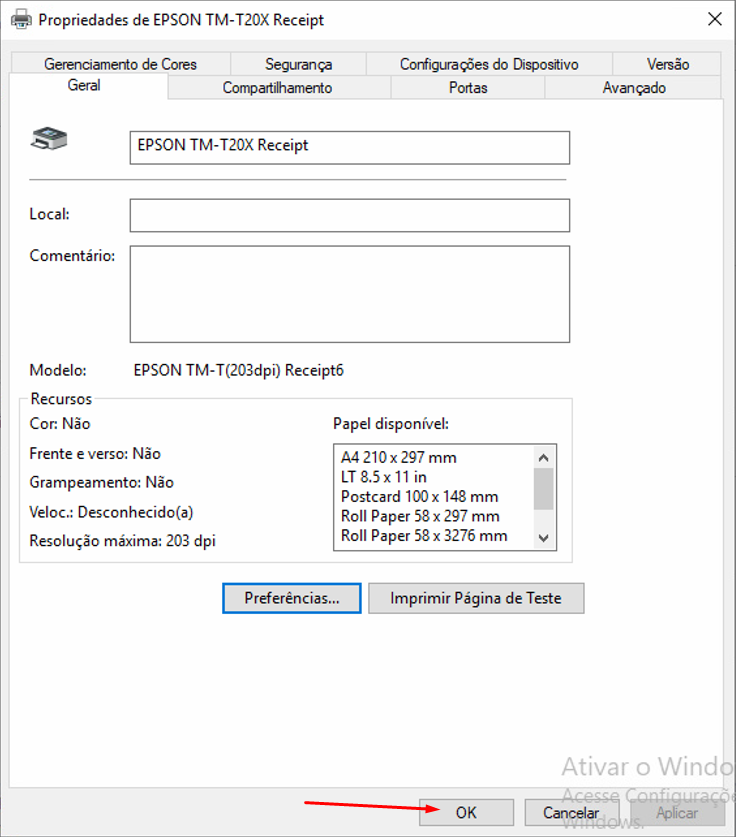 Propriedades de EPSON TM-T20X Receipt
Gerenciamento de Cores Segurança Configurações do Dispositivo Versão
Geral Compartilhamento Portas Avançado
EPSON TM-T20X Receipt
Local:
Comentário:
Modelo: EPSON TM-T(203dpi) Receipt6
Recursos
Cor: Não Papel disponível:
Frente e verso: Não
Grampeamento: Não
Veloc.: Desconhecido(a)
Resolução máxima: 203 dpi
A4 210 x 297 mm
LT 8.5 x 11 in
Postcard 100 x 148 mm
Roll Paper 58 x 297 mm
Roll Paper 58 x 3276 mm
Preferências... Imprimir Página de Teste
Ativar o Windo
Acesse Configuraçõe
Windows.
OK Cancelar Aplicar